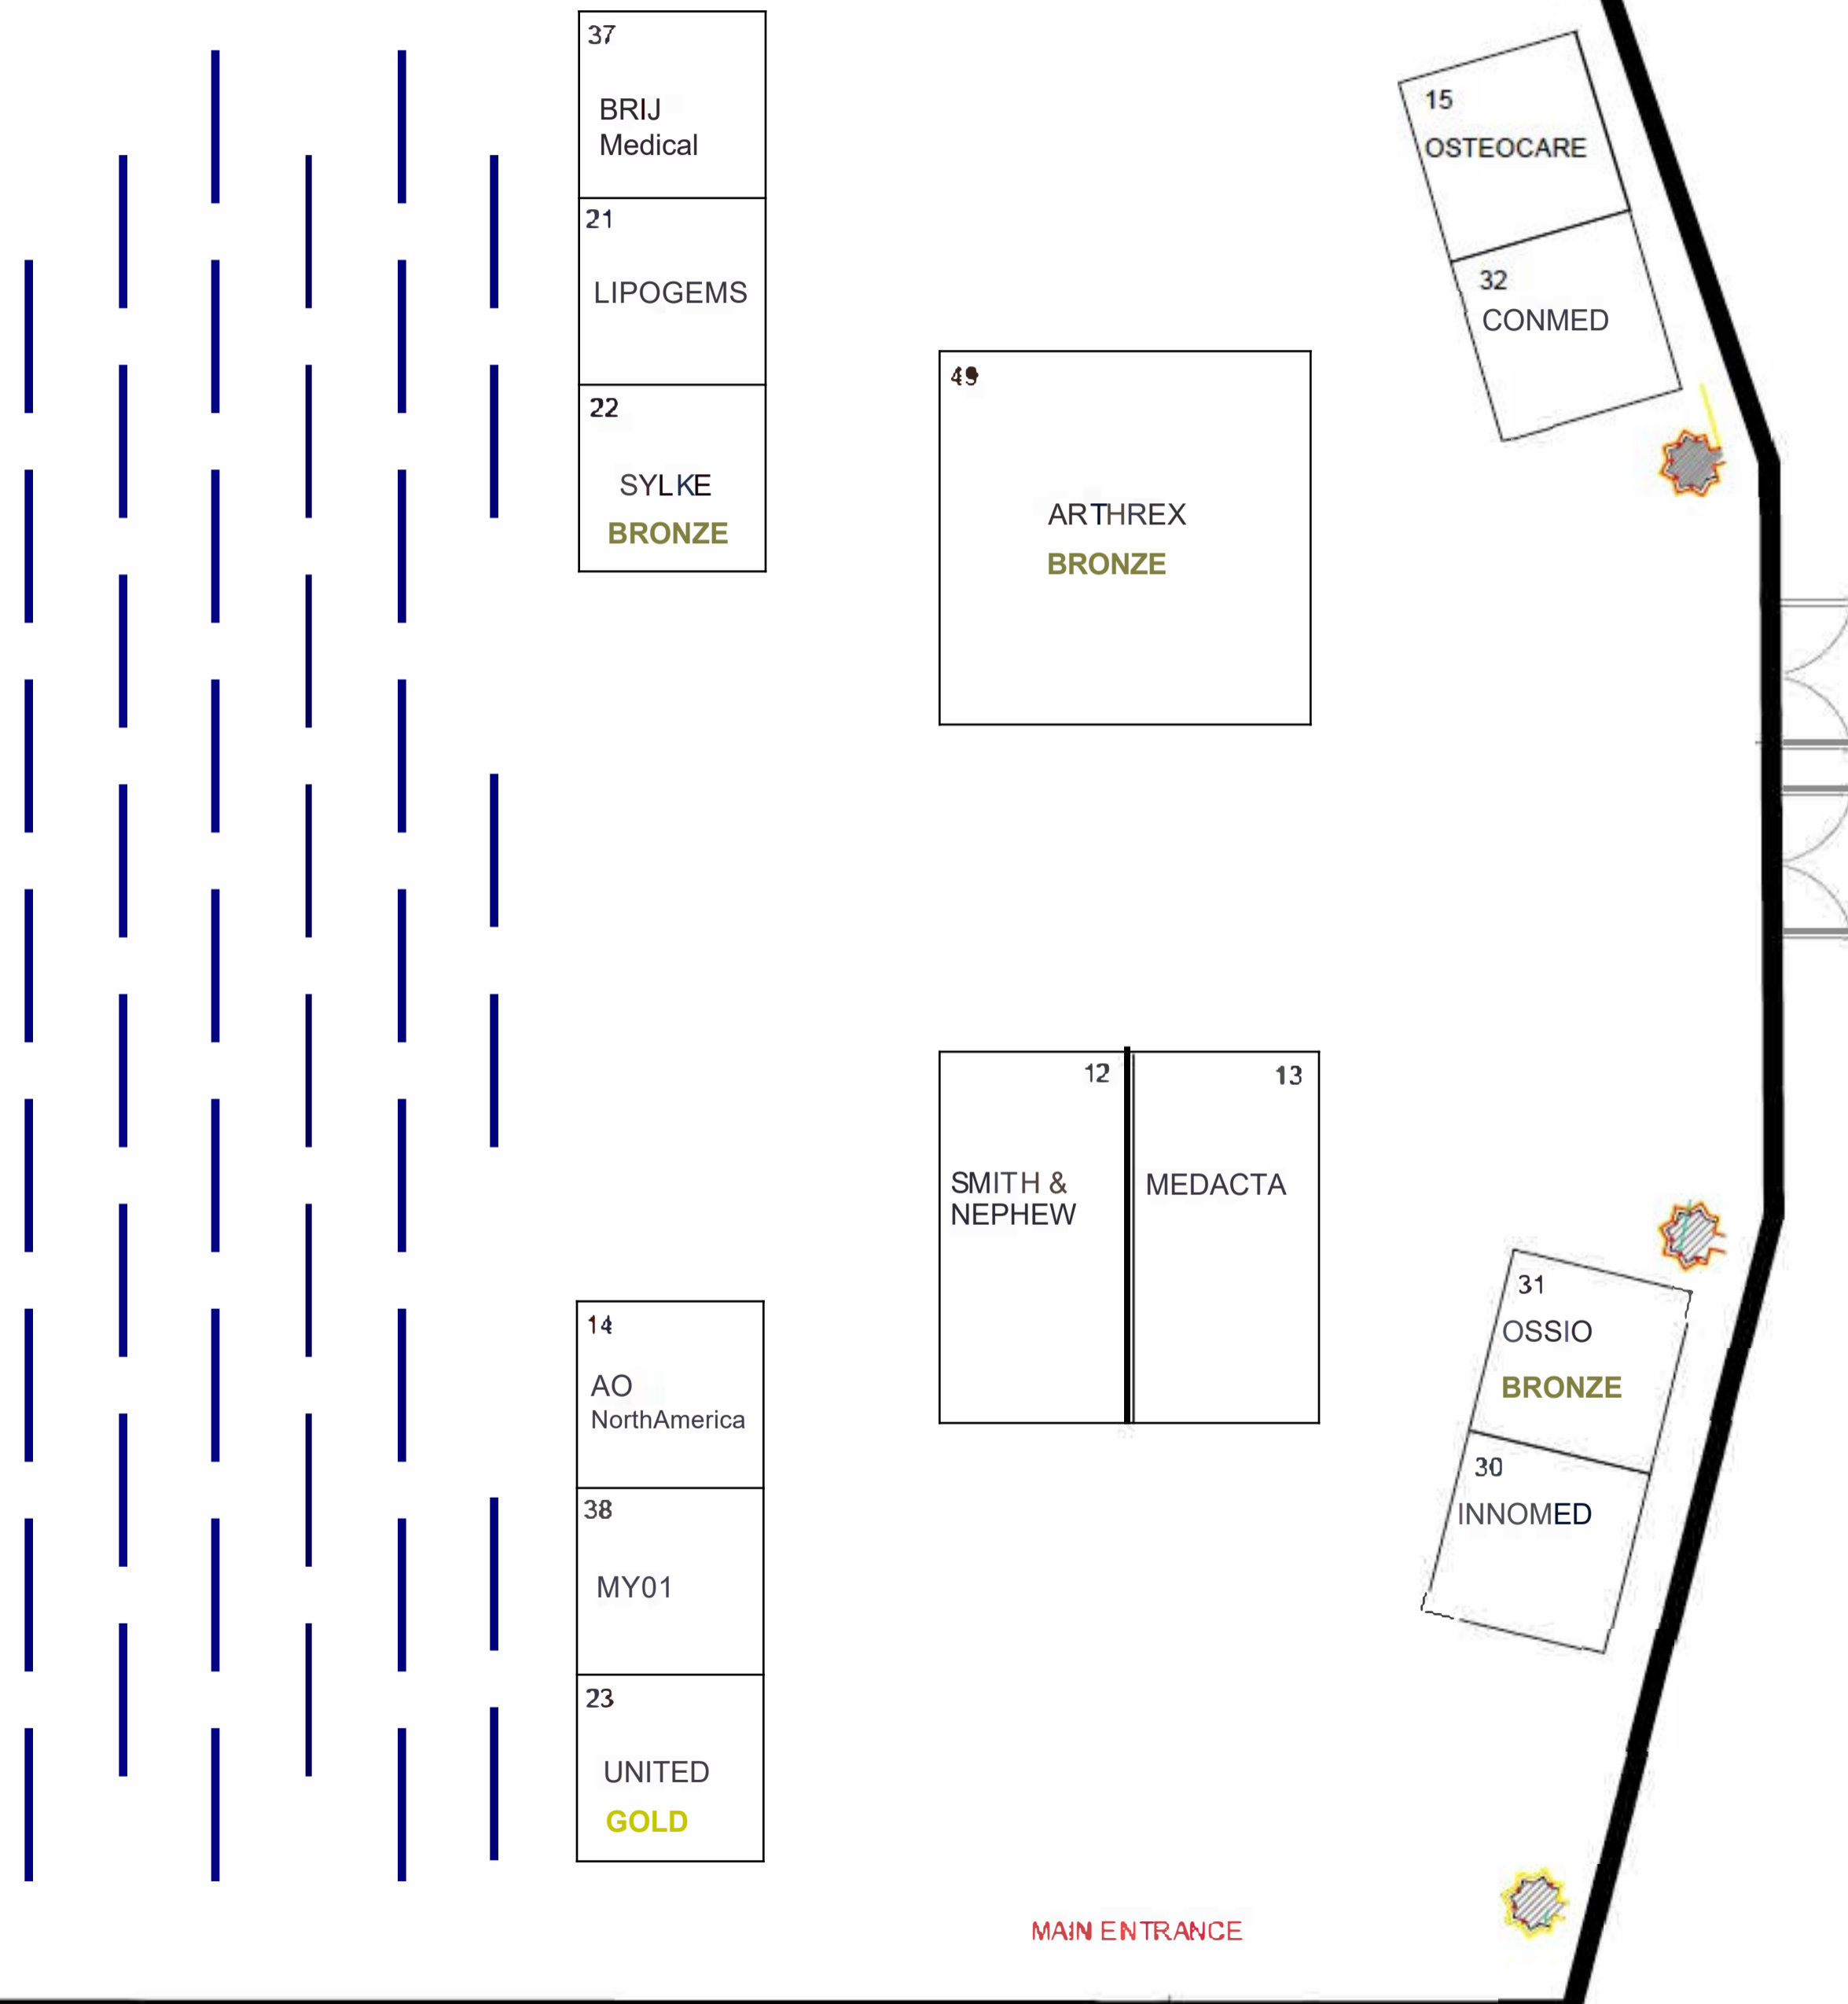 37
BRIJ
Medical
21
LIPOGEMS
22
SYLKE
BRONZE
15
OSTEOCARE
32
CONMED
49
ARTHREX
BRONZE
12
SMITH &
NEPHEW
13
MEDACTA
14
AO
NorthAmerica
38
MY01
23
UNITED
GOLD
31
OSSIO
BRONZE
30
INNOMED
MAIN ENTRANCE